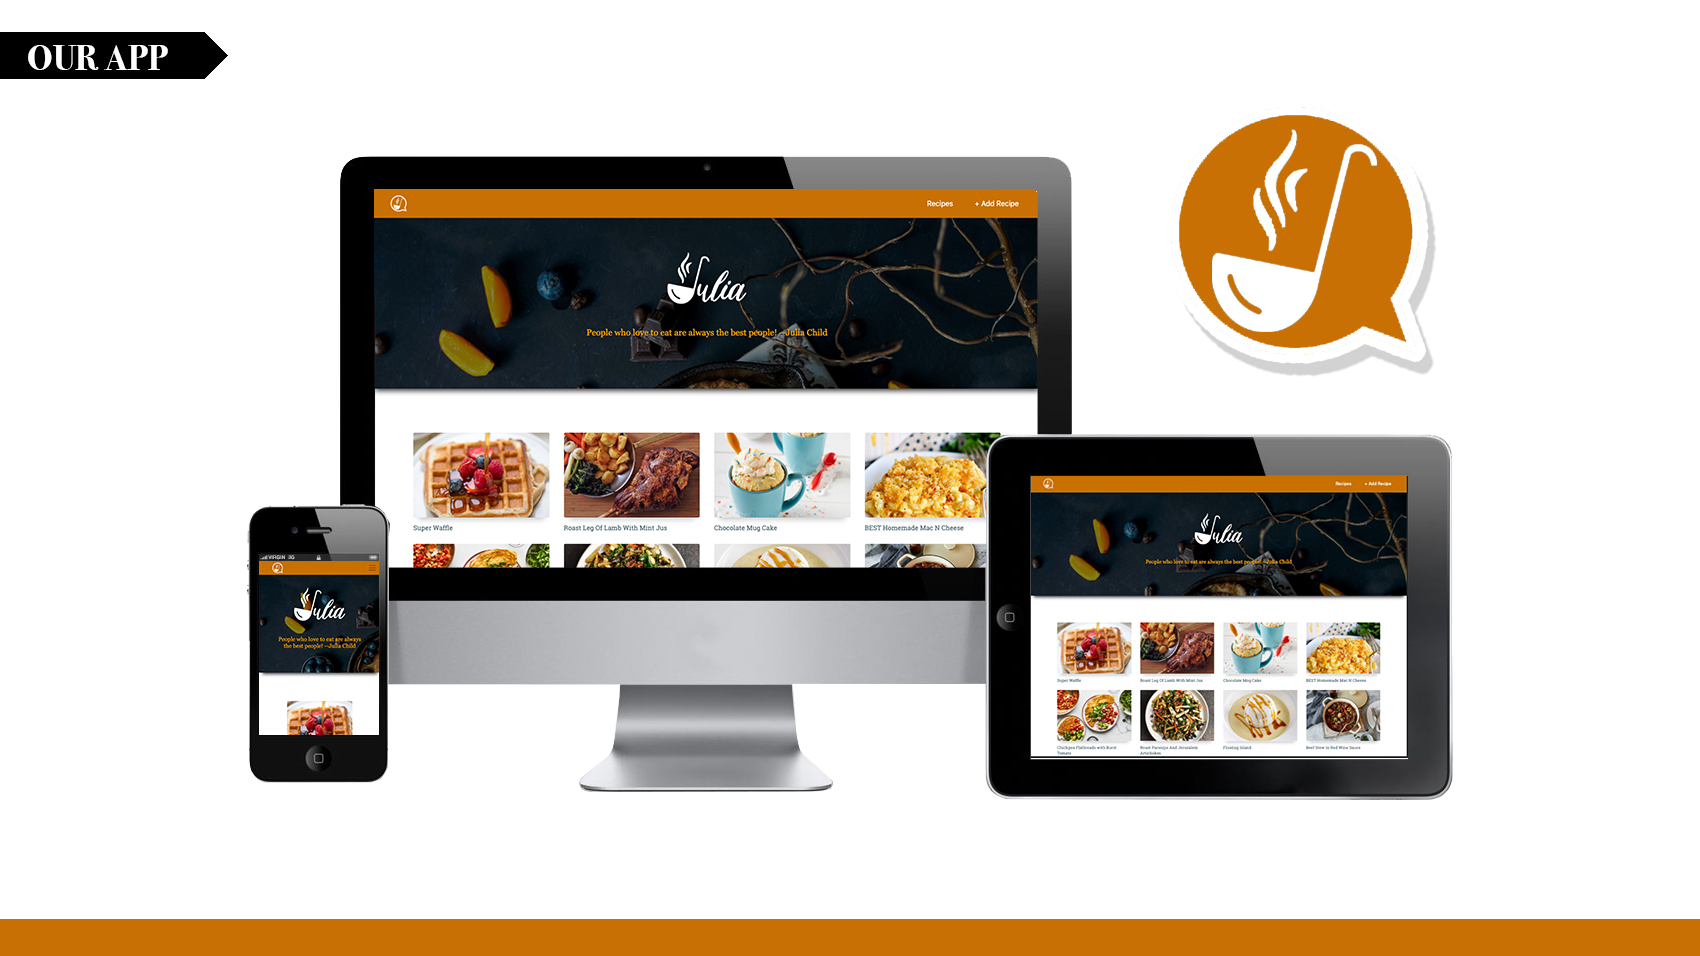 OUR APP
Recipes + Add Recipe
Julia
People who love to eat are always the best people! —Julia Child
Super Waffle
Roast Leg Of Lamb With Mint Jus
Chocolate Mug Cake
BEST Homemade Mac N Cheese
VIRGIN 3G
Julia
People who love to eat are always
the best people! —Julia Child
Recipes + Add Recipe
Julia
People who love to eat are always the best people! —Julia Child
Super Waffle
Roast Leg Of Lamb With Mint Jus
Chocolate Mug Cake
BEST Homemade Mac N Cheese
Chickpea Flatbreads with Burst
Tomato
Roast Parsnips And Jerusalem
Artichokes
Floating Island
Beef Stew In Red Wine Sauce